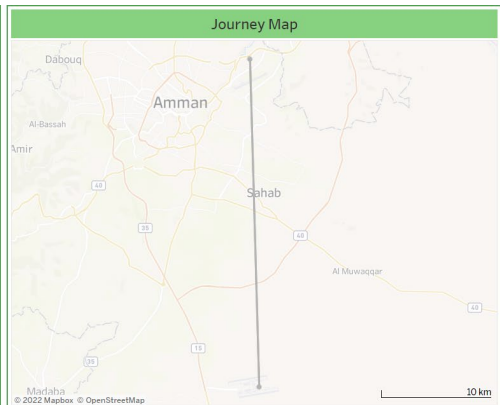 Journey Map
Dabouq
Amman
Al-Bassah
Amir
40
Sahab
35
40
Al Muwaqqar
40
15
35
Madaba
10 km
© 2022 Mapbox © OpenStreetMap